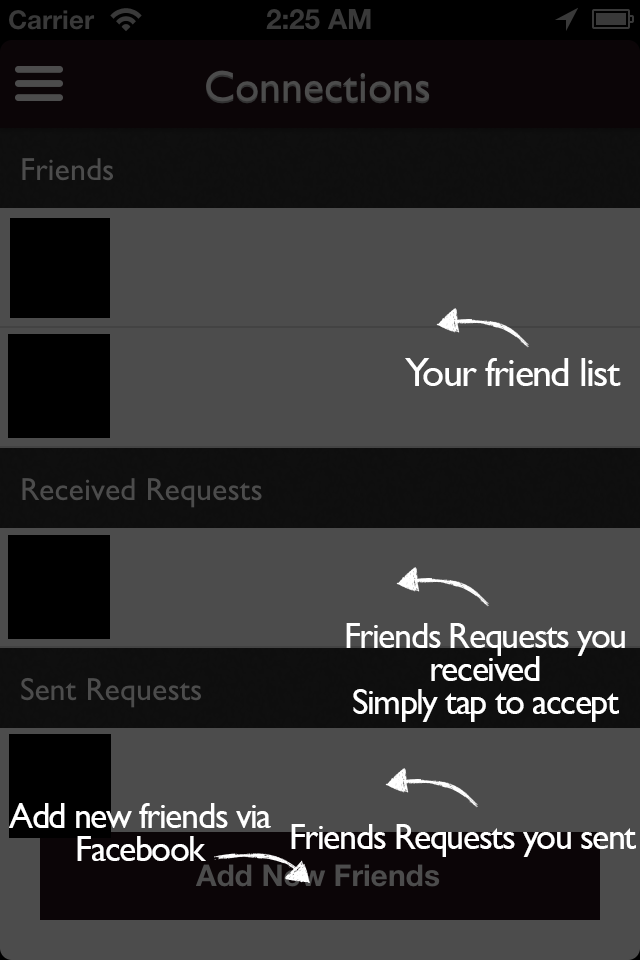 Carrier 2:25 AM
Connections
Friends
Your friend list
Received Requests
Friends Requests you
received
Simply tap to accept
Sent Requests
Add new friends via
Facebook
Friends Requests you sent
Add New Friends